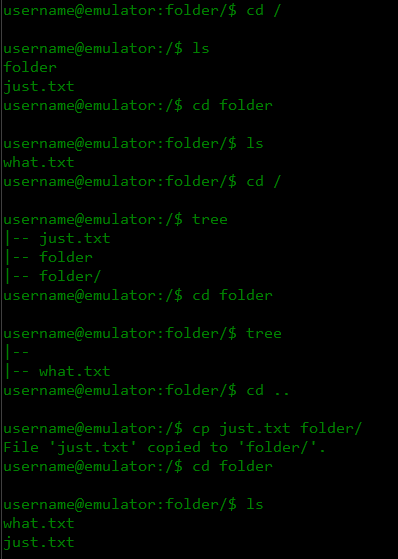 username@emulator:folder/$ cd /
username@emulator:/$ ls
folder
just.txt
username@emulator:/$ cd folder
username@emulator:folder/$ ls
what.txt
username@emulator:folder/$ cd /
username@emulator:/$ tree
|-- just.txt
|-- folder
|-- folder/
username@emulator:/$ cd folder
username@emulator:folder/$ tree
|--
|-- what.txt
username@emulator:folder/$ cd ..
username@emulator:/$ cp just.txt folder/
File 'just.txt' copied to 'folder/'.
username@emulator:/$ cd folder
username@emulator:folder/$ ls
what.txt
just.txt